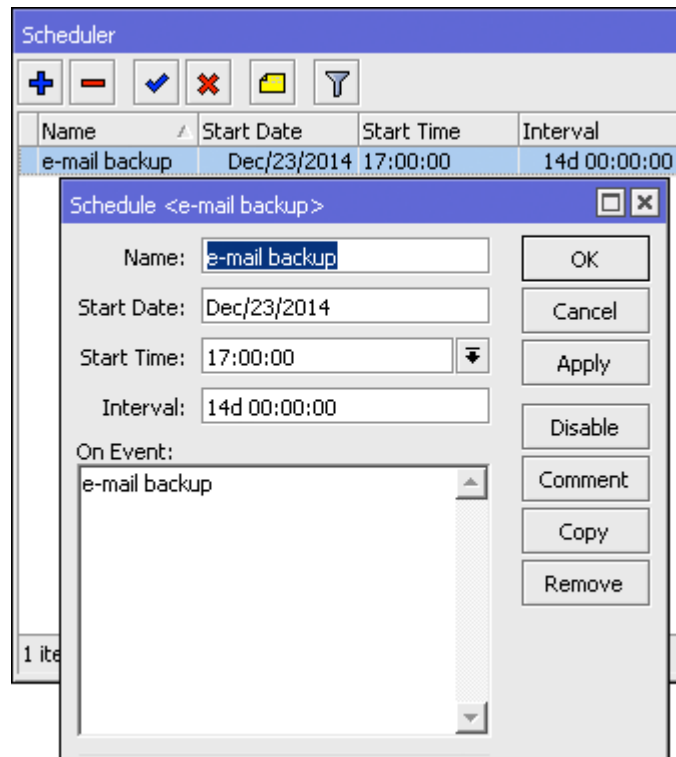 Scheduler
Name Start Date Start Time Interval
e-mail backup Dec/23/2014 17:00:00 14d 00:00:00
Schedule <e-mail backup>
Name: e-mail backup
OK
Start Date: Dec/23/2014
Cancel
Start Time: 17:00:00
Apply
Interval: 14d 00:00:00
Disable
On Event:
e-mail backup
Comment
Copy
Remove
1 ite